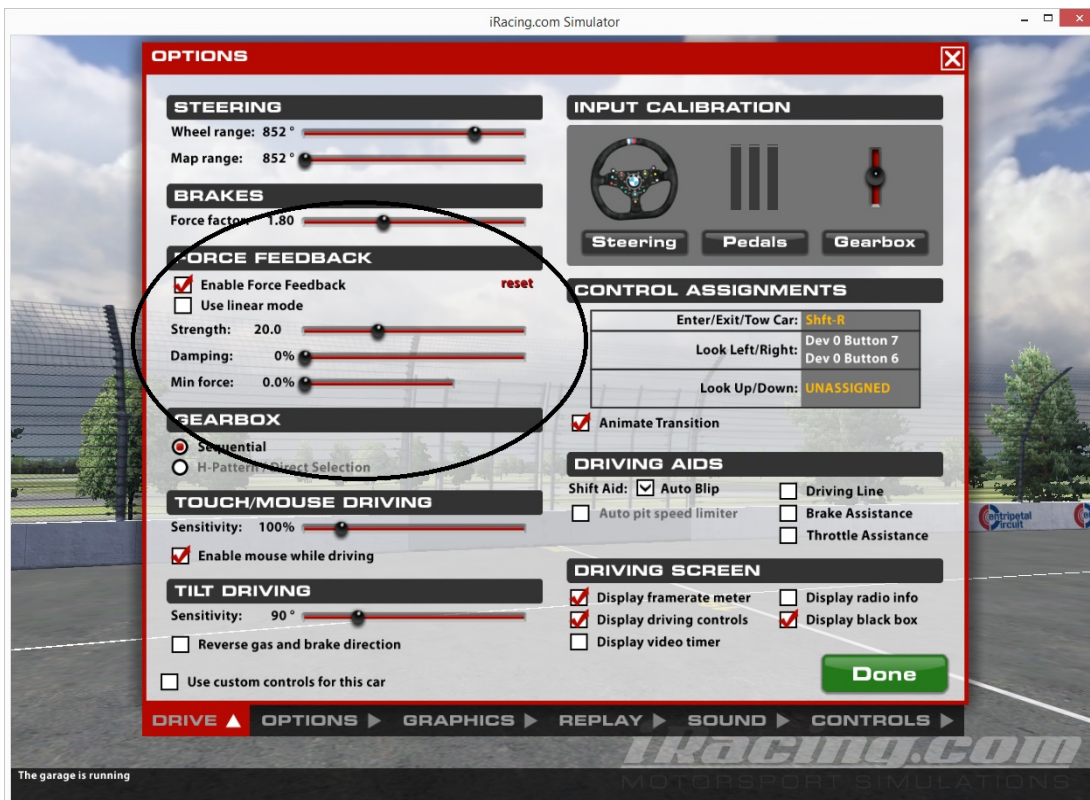 iRacing.com Simulator
OPTIONS
STEERING
Wheel range: 852 °
Map range: 852 °
BRAKES
Force factor: 1.80
FORCE FEEDBACK
Enable Force Feedback
reset
Use linear mode
Strength: 20.0
Damping: 0%
Min force: 0.0%
GEARBOX
Sequential
H-Pattern / Direct Selection
TOUCH/MOUSE DRIVING
Sensitivity: 100%
Enable mouse while driving
TILT DRIVING
Sensitivity: 90 °
Reverse gas and brake direction
Use custom controls for this car
INPUT CALIBRATION
Steering
Pedals
Gearbox
CONTROL ASSIGNMENTS
Enter/Exit/Tow Car: Shft-R
Look Left/Right: Dev 0 Button 7
Dev 0 Button 6
Look Up/Down: UNASSIGNED
Animate Transition
DRIVING AIDS
Shift Aid: Auto Blip
Driving Line
Auto pit speed limiter
Brake Assistance
Throttle Assistance
DRIVING SCREEN
Display framerate meter
Display radio info
Display driving controls
Display black box
Display video timer
Done
DRIVE OPTIONS GRAPHICS REPLAY SOUND CONTROLS
Centripetal
Circuit
iRacing.com
MOTORSPORT SIMULATIONS
The garage is running